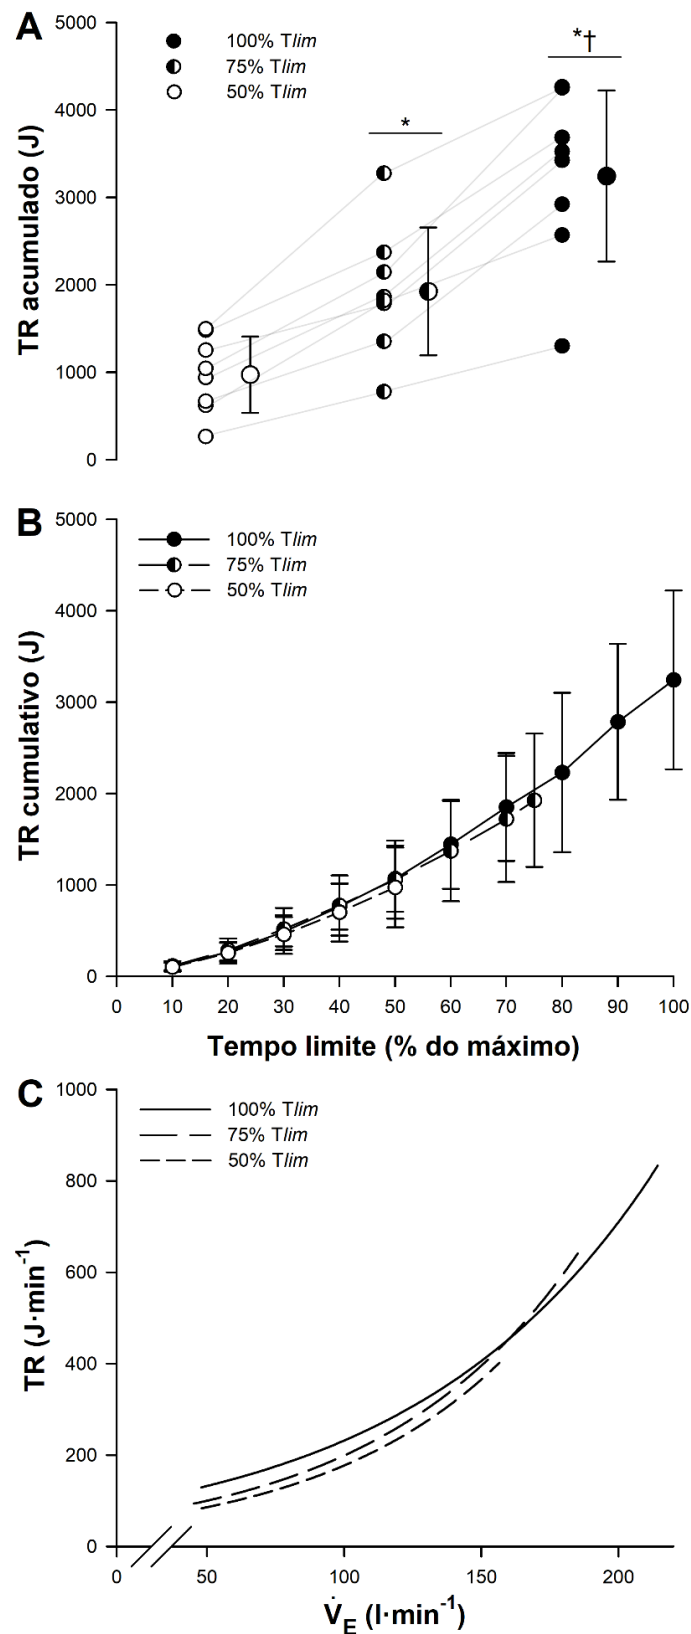 A
5000
4000
3000
2000
1000
0
TR acumulado (J)
100% Tlim
75% Tlim
50% Tlim
*
*†
B
5000
4000
3000
2000
1000
0
TR cumulativo (J)
100% Tlim
75% Tlim
50% Tlim
0 10 20 30 40 50 60 70 80 90 100
Tempo limite (% do máximo)
C
1000
800
600
400
200
0
TR (J·min⁻¹)
100% Tlim
75% Tlim
50% Tlim
0 50 100 150 200
V̇E (l·min⁻¹)